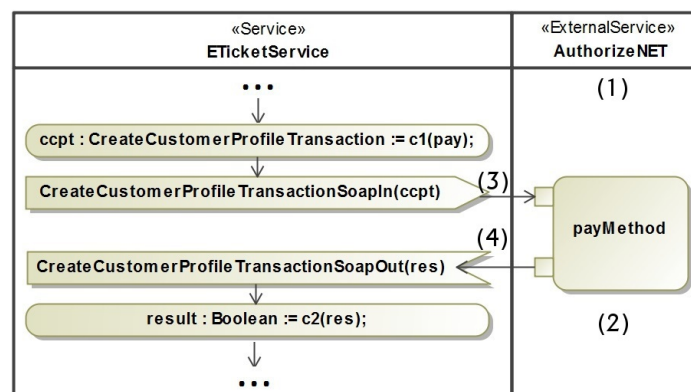 «Service»
ETicketService
«ExternalService»
AuthorizeNET
...
(1)
ccpt : CreateCustomerProfileTransaction := c1(pay);
CreateCustomerProfileTransactionSoapIn(ccpt)
(3)
payMethod
(4)
CreateCustomerProfileTransactionSoapOut(res)
result : Boolean := c2(res);
(2)
...